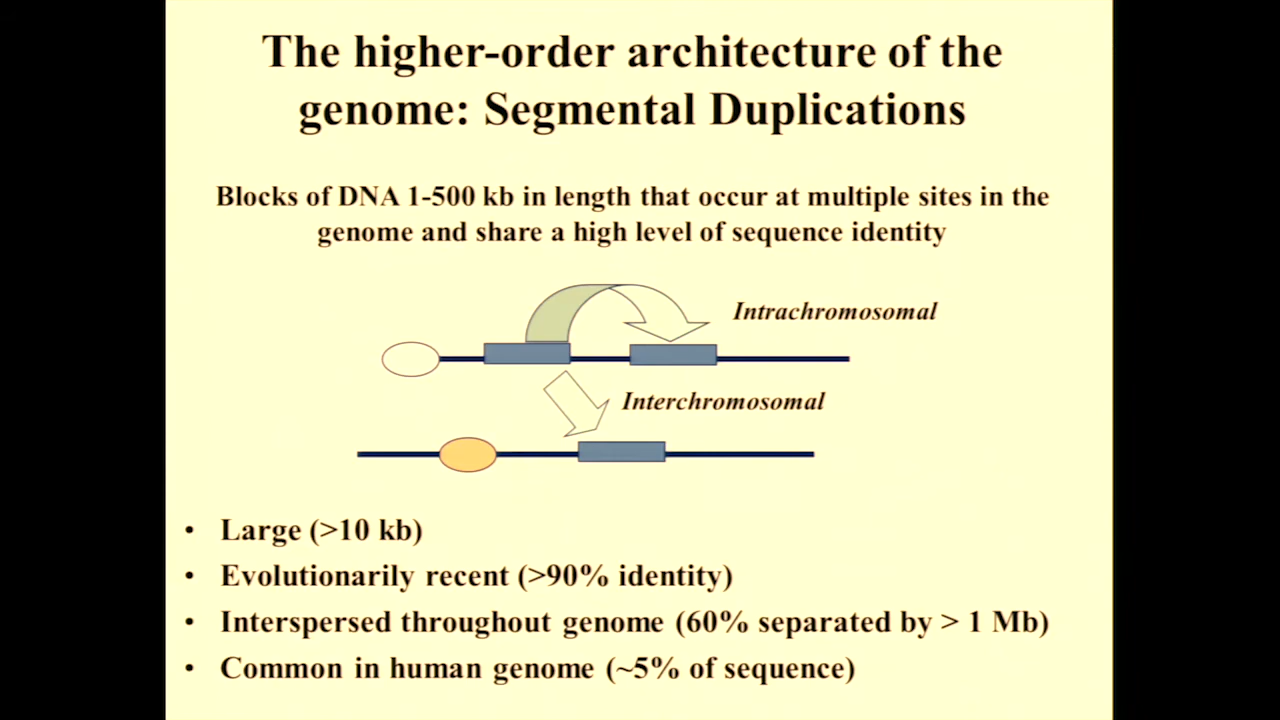 The higher-order architecture of the
genome: Segmental Duplications
Blocks of DNA 1-500 kb in length that occur at multiple sites in the
genome and share a high level of sequence identity
Intrachromosomal
Interchromosomal
• Large (>10 kb)
• Evolutionarily recent (>90% identity)
• Interspersed throughout genome (60% separated by > 1 Mb)
• Common in human genome (~5% of sequence)